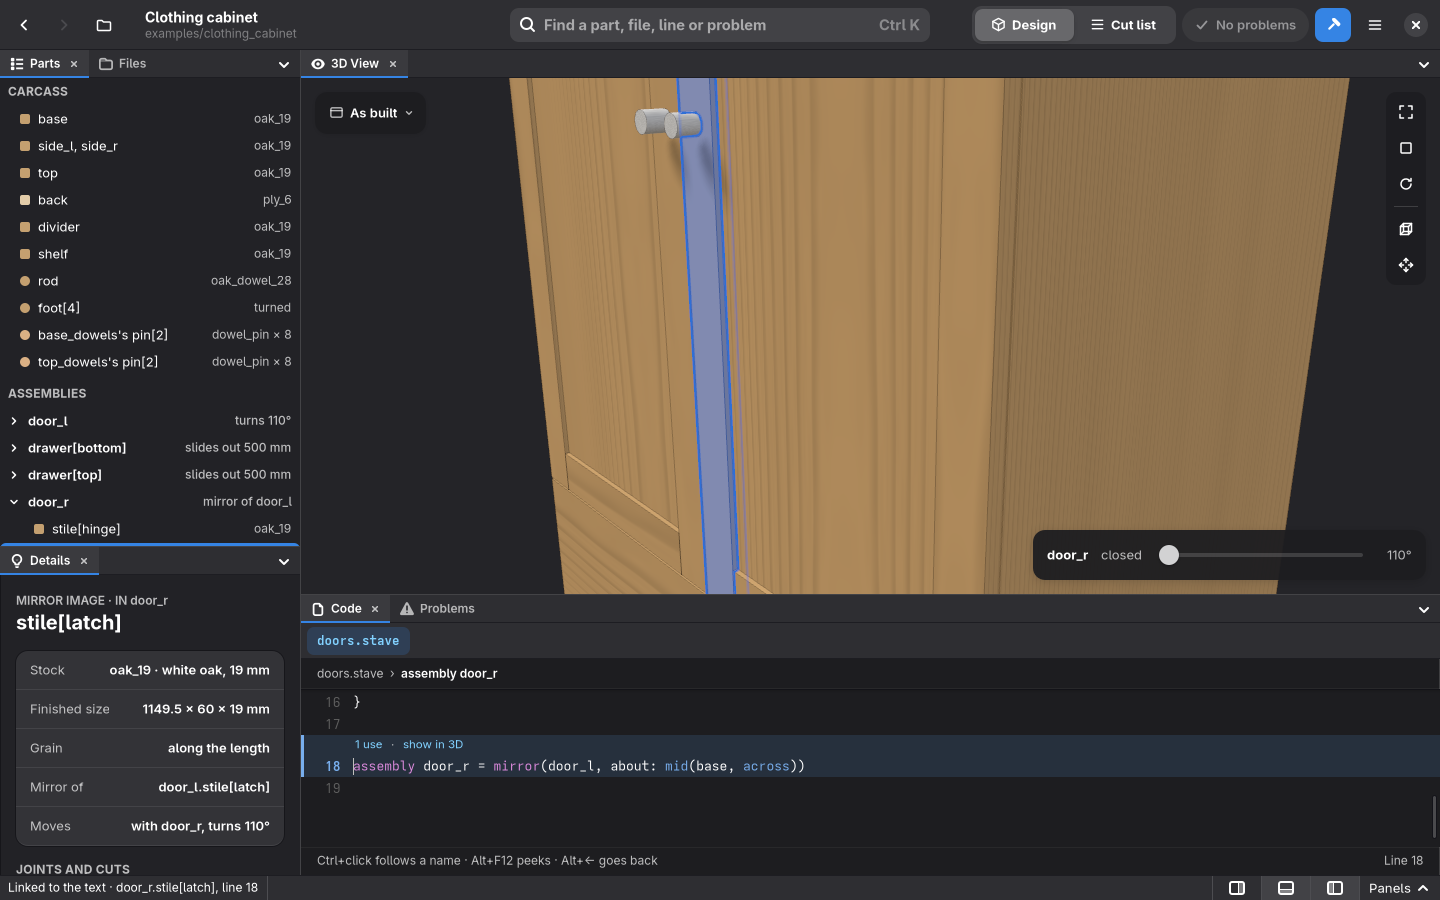 Clothing cabinet
examples/clothing_cabinet
Find a part, file, line or problem Ctrl K
Design
Cut list
No problems
Parts
Files
3D View
CARCASS
base oak_19
side_l, side_r oak_19
top oak_19
back ply_6
divider oak_19
shelf oak_19
rod oak_dowel_28
foot[4] turned
base_dowels's pin[2] dowel_pin × 8
top_dowels's pin[2] dowel_pin × 8
ASSEMBLIES
door_l turns 110°
drawer[bottom] slides out 500 mm
drawer[top] slides out 500 mm
door_r mirror of door_l
stile[hinge] oak_19
As built
door_r closed 110°
Details
MIRROR IMAGE · IN door_r
stile[latch]
Stock oak_19 · white oak, 19 mm
Finished size 1149.5 × 60 × 19 mm
Grain along the length
Mirror of door_l.stile[latch]
Moves with door_r, turns 110°
JOINTS AND CUTS
Code
Problems
doors.stave
doors.stave › assembly door_r
16 }
17
1 use · show in 3D
18 assembly door_r = mirror(door_l, about: mid(base, across))
19
Ctrl+click follows a name · Alt+F12 peeks · Alt+← goes back Line 18
Linked to the text · door_r.stile[latch], line 18
Panels